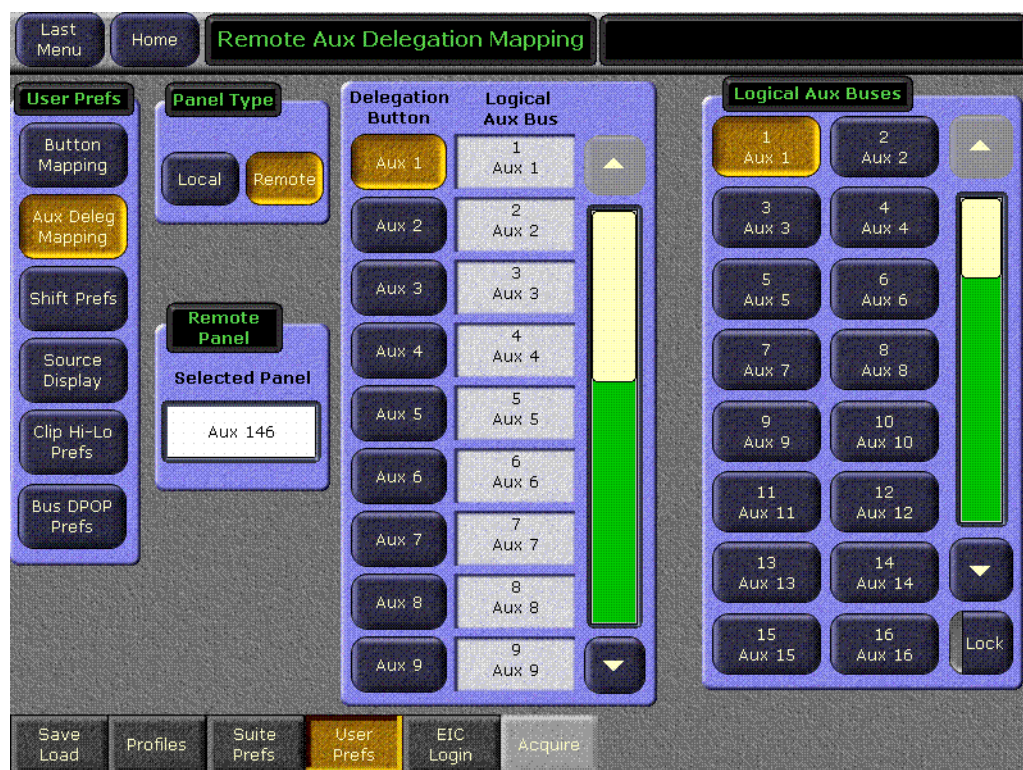 Last
Menu
Home
Remote Aux Delegation Mapping
User Prefs
Button
Mapping
Aux Deleg
Mapping
Shift Prefs
Source
Display
Clip Hi-Lo
Prefs
Bus DPOP
Prefs
Panel Type
Local
Remote
Remote
Panel
Selected Panel
Aux 146
Delegation
Button
Logical
Aux Bus
Aux 1
1
Aux 1
Aux 2
2
Aux 2
Aux 3
3
Aux 3
Aux 4
4
Aux 4
Aux 5
5
Aux 5
Aux 6
6
Aux 6
Aux 7
7
Aux 7
Aux 8
8
Aux 8
Aux 9
9
Aux 9
Logical Aux Buses
1
Aux 1
2
Aux 2
3
Aux 3
4
Aux 4
5
Aux 5
6
Aux 6
7
Aux 7
8
Aux 8
9
Aux 9
10
Aux 10
11
Aux 11
12
Aux 12
13
Aux 13
14
Aux 14
15
Aux 15
16
Aux 16
Lock
Save
Load
Profiles
Suite
Prefs
User
Prefs
EIC
Login
Acquire